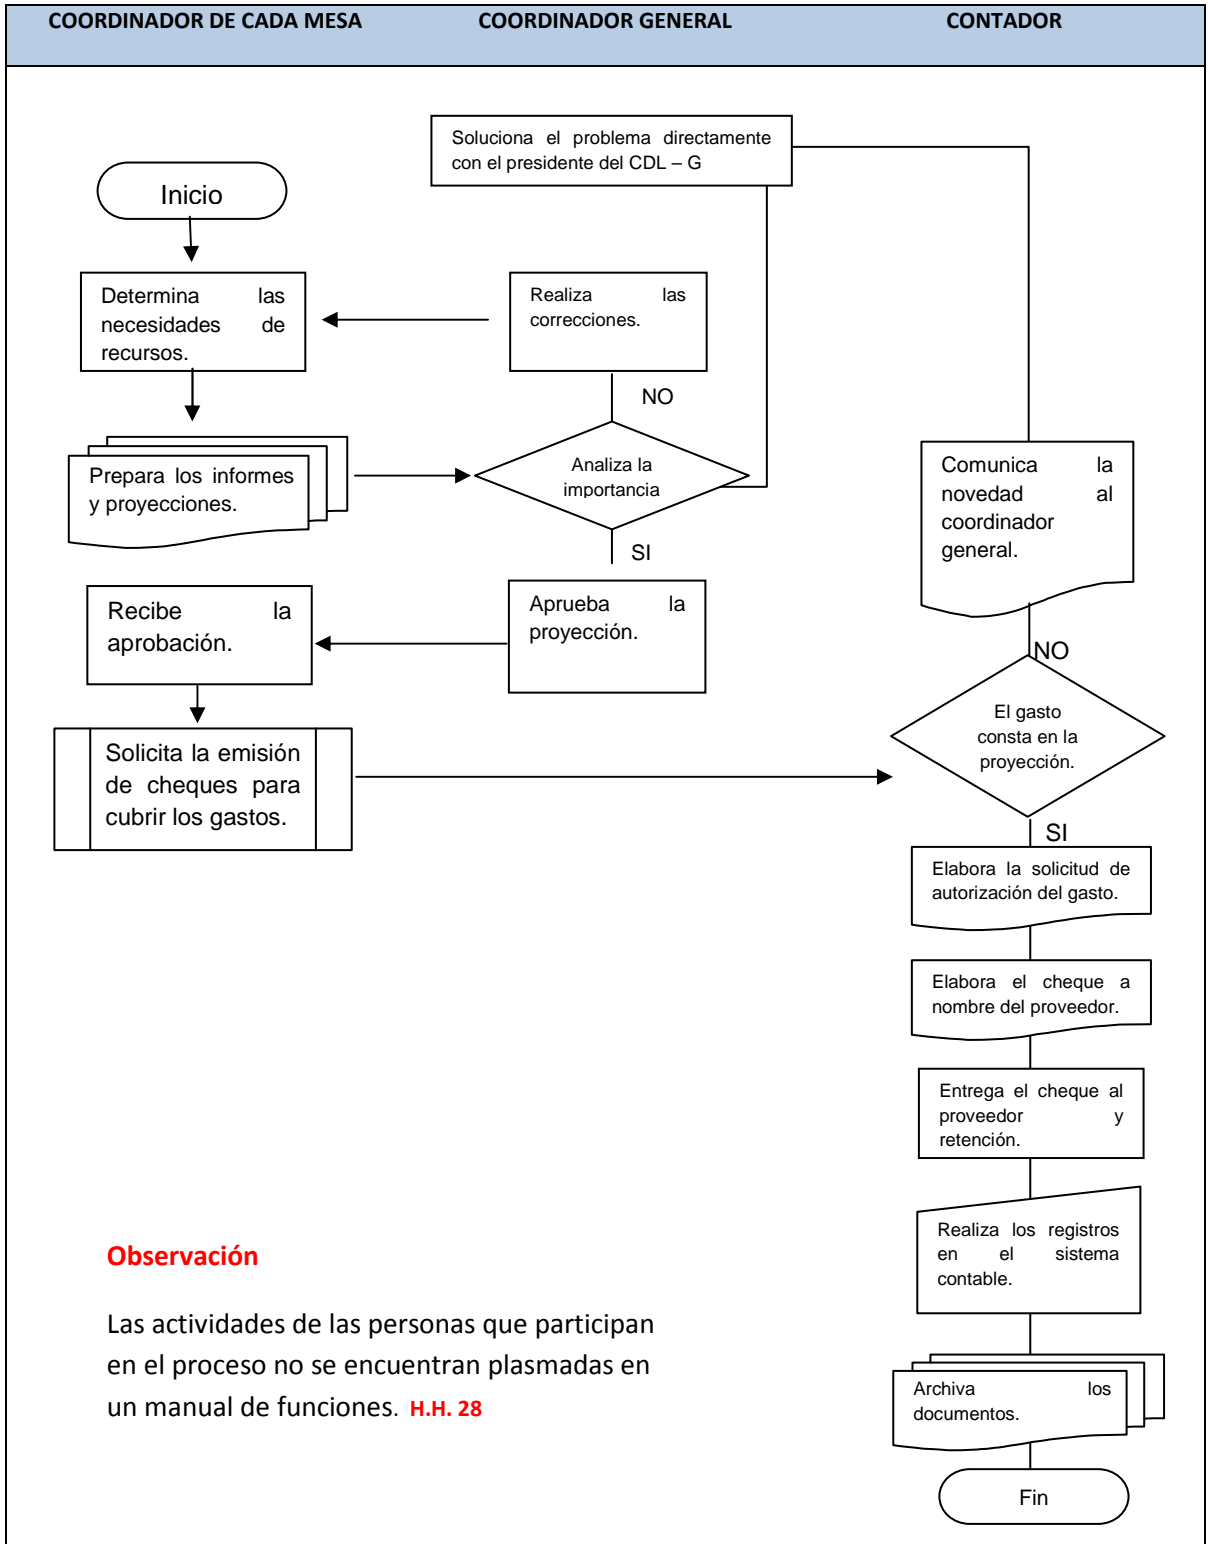 COORDINADOR DE CADA MESA
COORDINADOR GENERAL
CONTADOR
Soluciona el problema directamente
con el presidente del CDL – G
Inicio
Determina las
necesidades de
recursos.
Realiza las
correcciones.
NO
Prepara los informes
y proyecciones.
Analiza la
importancia
Comunica la
novedad al
coordinador
general.
SI
Recibe la
aprobación.
Aprueba la
proyección.
NO
El gasto
consta en la
proyección.
Solicita la emisión
de cheques para
cubrir los gastos.
SI
Elabora la solicitud de
autorización del gasto.
Elabora el cheque a
nombre del proveedor.
Entrega el cheque al
proveedor y
retención.
Realiza los registros
en el sistema
contable.
Observación
Las actividades de las personas que participan
en el proceso no se encuentran plasmadas en
un manual de funciones. H.H. 28
Archiva los
documentos.
Fin